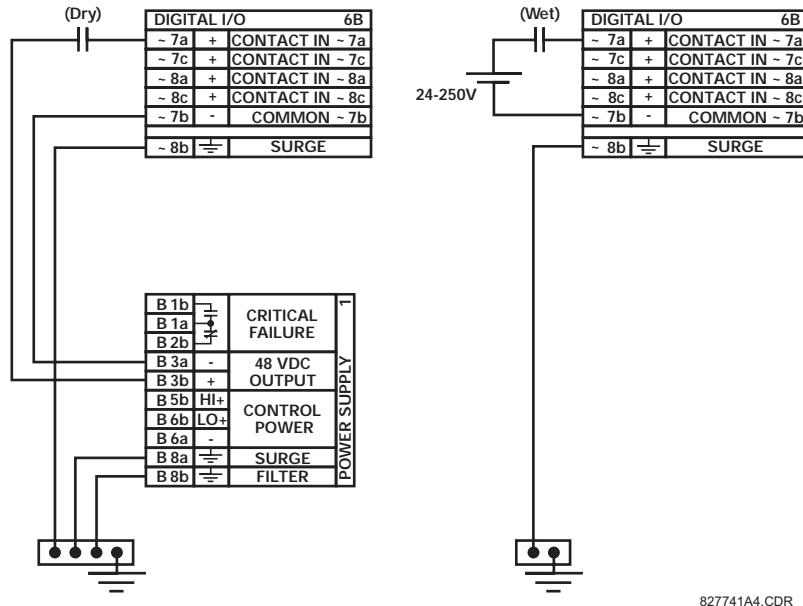 (Dry)
DIGITAL I/O 6B
~ 7a + CONTACT IN ~ 7a
~ 7c + CONTACT IN ~ 7c
~ 8a + CONTACT IN ~ 8a
~ 8c + CONTACT IN ~ 8c
~ 7b - COMMON ~ 7b
~ 8b SURGE
(Wet)
24-250V
DIGITAL I/O 6B
~ 7a + CONTACT IN ~ 7a
~ 7c + CONTACT IN ~ 7c
~ 8a + CONTACT IN ~ 8a
~ 8c + CONTACT IN ~ 8c
~ 7b - COMMON ~ 7b
~ 8b SURGE
B 1b
B 1a
B 2b
CRITICAL
FAILURE
B 3a -
B 3b +
48 VDC
OUTPUT
B 5b HI+
B 6b LO+
B 6a -
CONTROL
POWER
B 8a SURGE
B 8b FILTER
POWER SUPPLY 1
827741A4.CDR